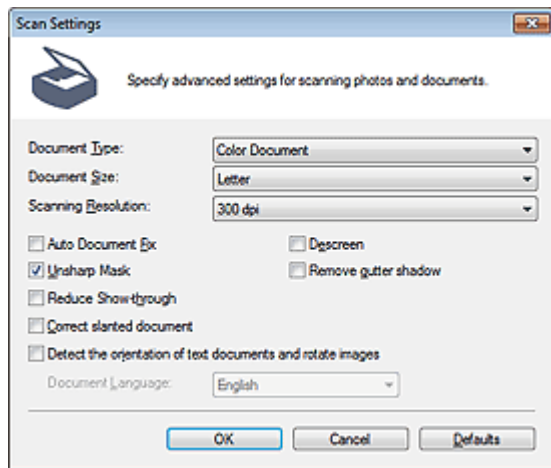 Scan Settings
Specify advanced settings for scanning photos and documents.
Document Type: Color Document
Document Size: Letter
Scanning Resolution: 300 dpi
Auto Document Fix Descreen
Unsharp Mask Remove gutter shadow
Reduce Show-through
Correct slanted document
Detect the orientation of text documents and rotate images
Document Language: English
OK Cancel Defaults